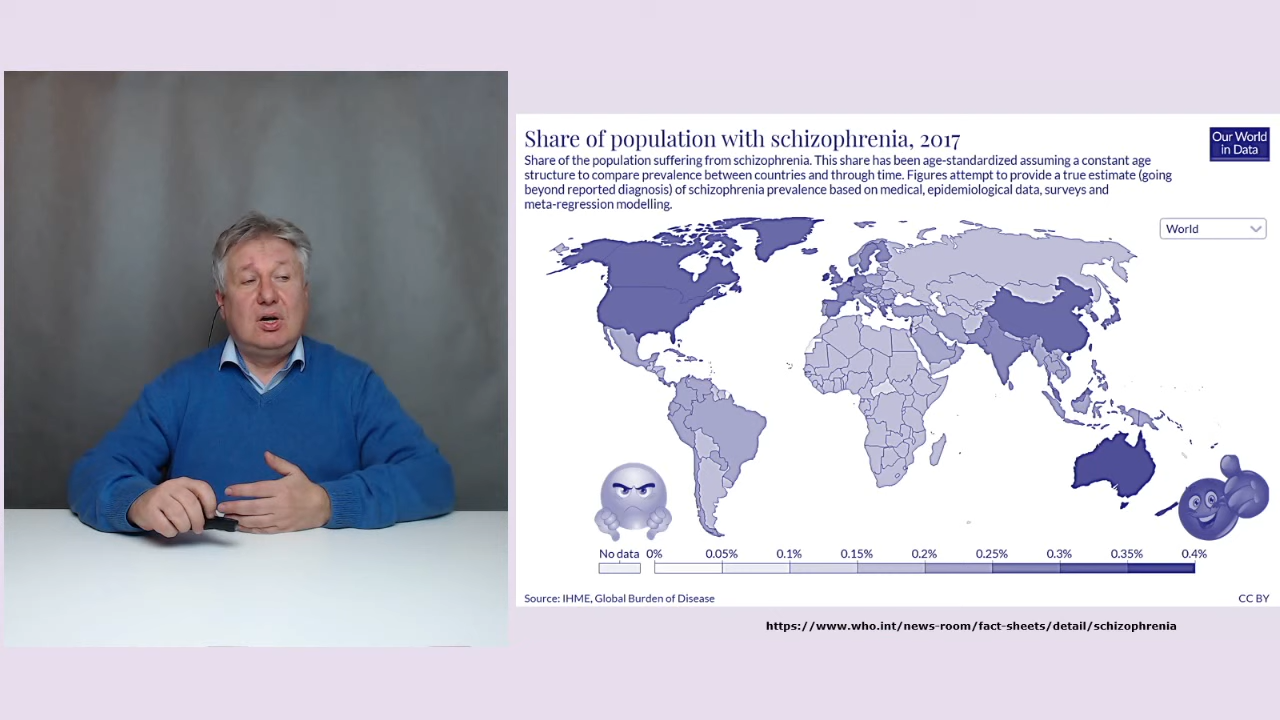 Share of population with schizophrenia, 2017
Our World
in Data
Share of the population suffering from schizophrenia. This share has been age-standardized assuming a constant age
structure to compare prevalence between countries and through time. Figures attempt to provide a true estimate (going
beyond reported diagnosis) of schizophrenia prevalence based on medical, epidemiological data, surveys and
meta-regression modelling.
World
No data 0% 0.05% 0.1% 0.15% 0.2% 0.25% 0.3% 0.35% 0.4%
Source: IHME, Global Burden of Disease
CC BY
https://www.who.int/news-room/fact-sheets/detail/schizophrenia